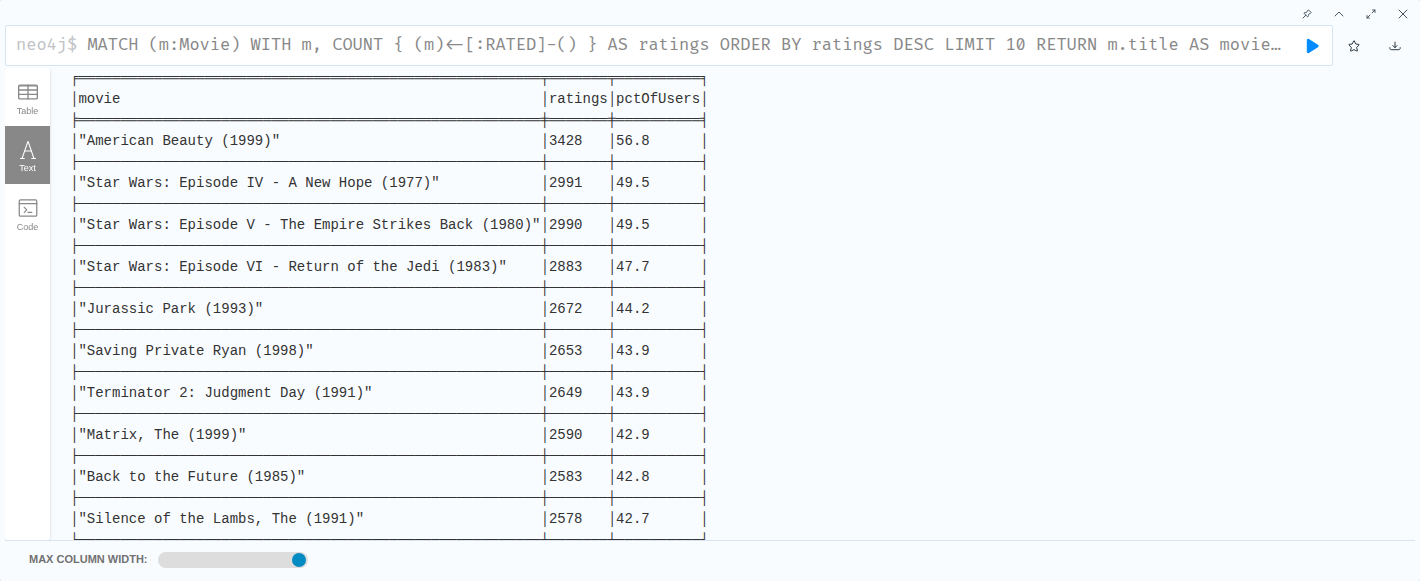 neo4j$ MATCH (m:Movie) WITH m, COUNT { (m)<-[:RATED]-() } AS ratings ORDER BY ratings DESC LIMIT 10 RETURN m.title AS movie…
Table
Text
Code
movie ratings pctOfUsers
"American Beauty (1999)" 3428 56.8
"Star Wars: Episode IV - A New Hope (1977)" 2991 49.5
"Star Wars: Episode V - The Empire Strikes Back (1980)" 2990 49.5
"Star Wars: Episode VI - Return of the Jedi (1983)" 2883 47.7
"Jurassic Park (1993)" 2672 44.2
"Saving Private Ryan (1998)" 2653 43.9
"Terminator 2: Judgment Day (1991)" 2649 43.9
"Matrix, The (1999)" 2590 42.9
"Back to the Future (1985)" 2583 42.8
"Silence of the Lambs, The (1991)" 2578 42.7
MAX COLUMN WIDTH: